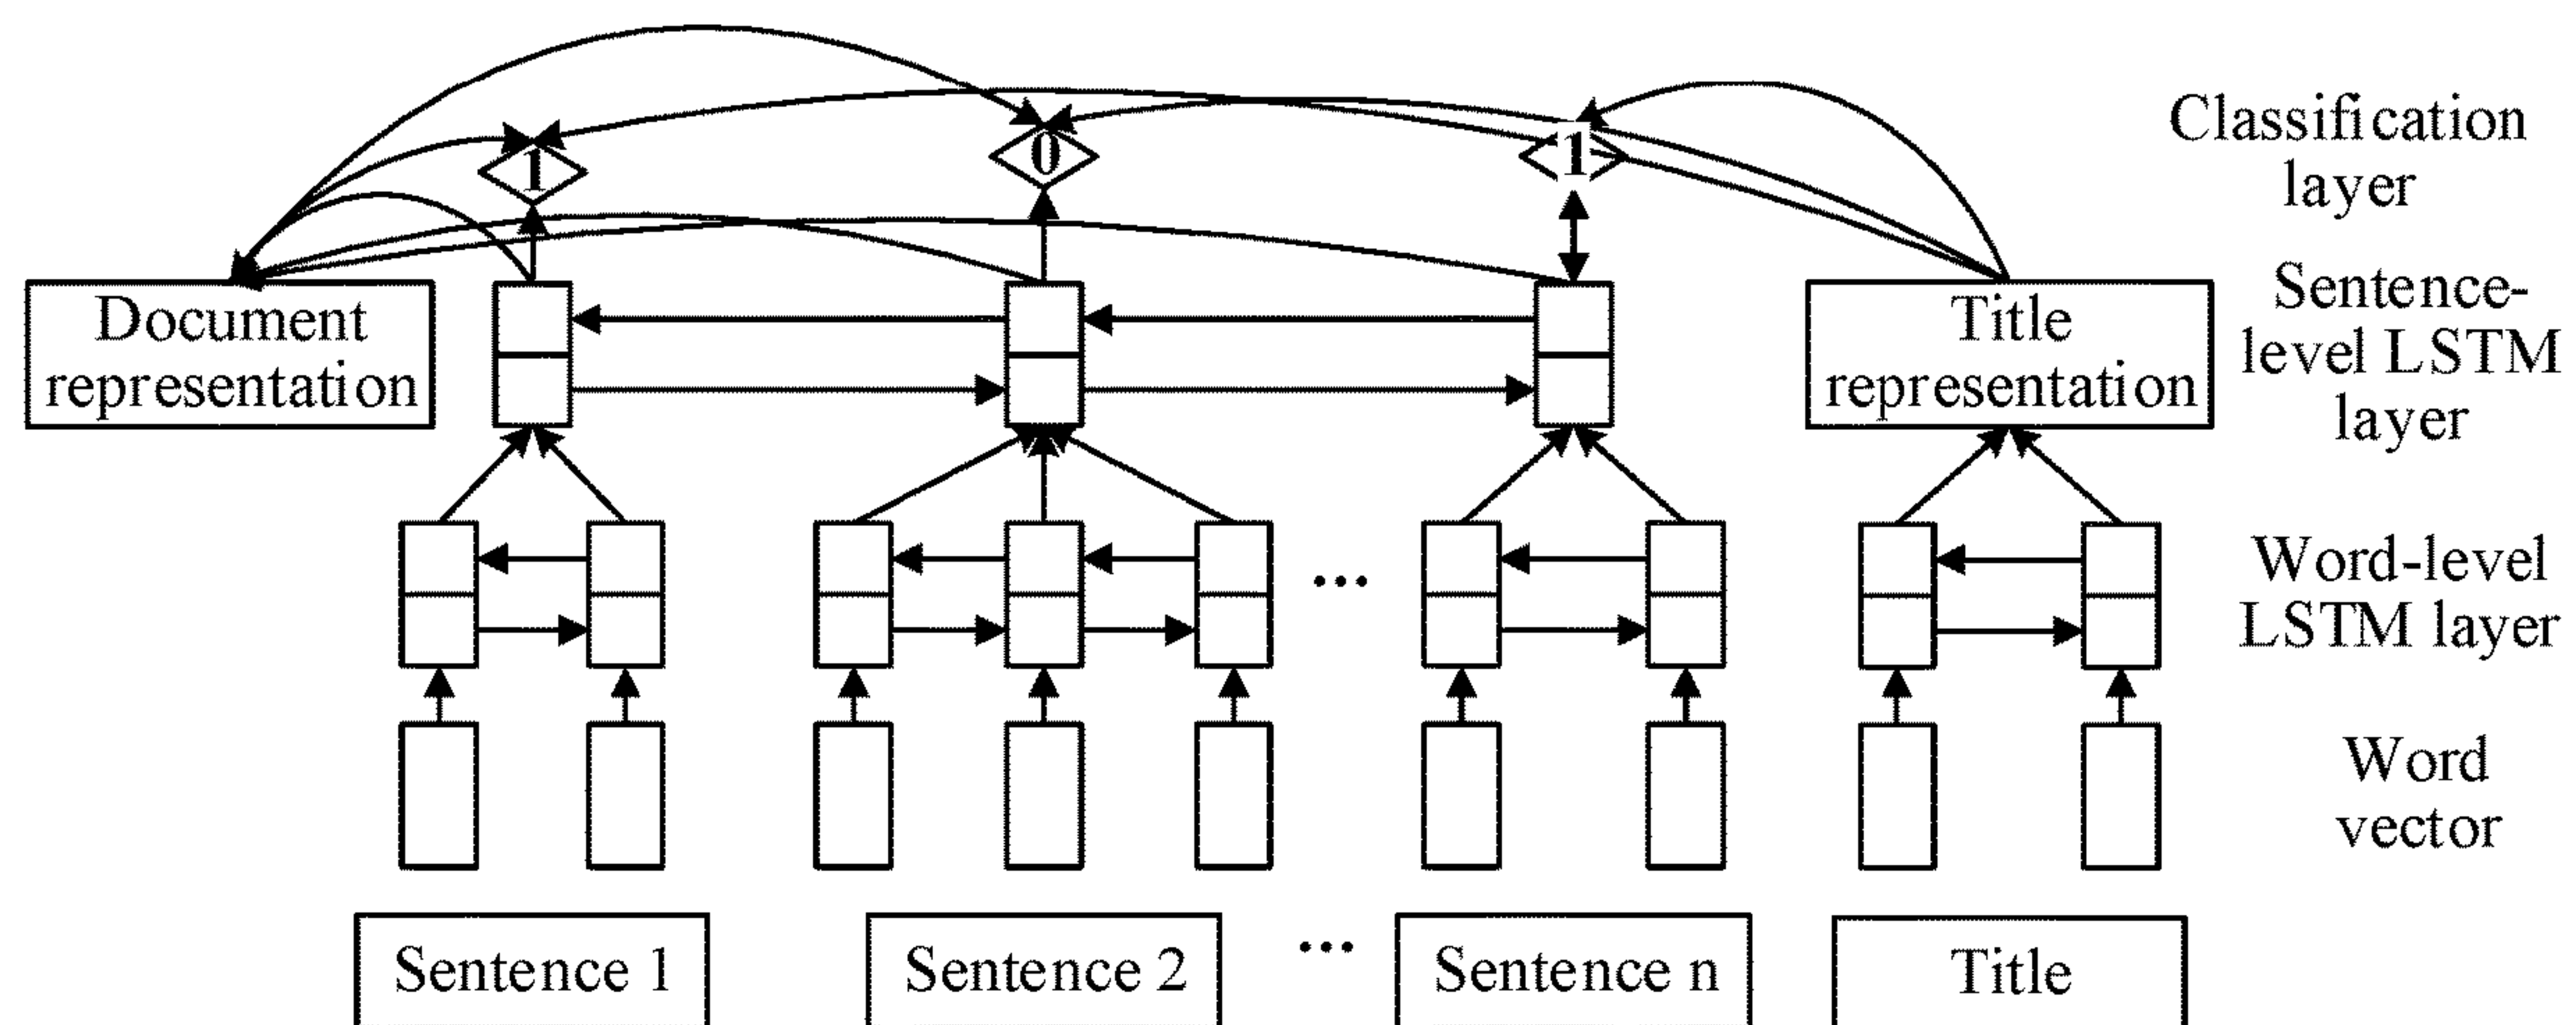 Classification
layer
1
0
1
Document
representation
Title
representation
Sentence-
level LSTM
layer
...
Word-level
LSTM layer
Word
vector
Sentence 1
Sentence 2
...
Sentence n
Title